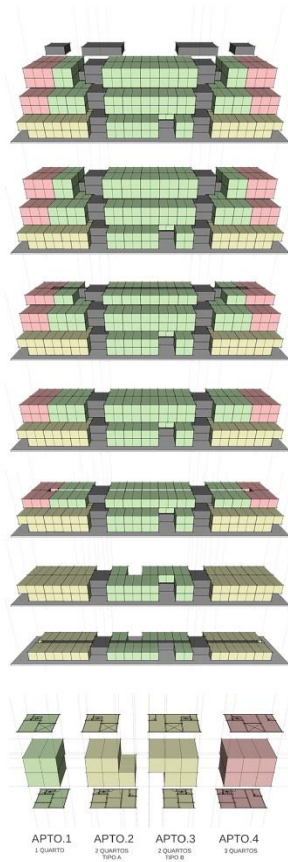 APTO.1
1 QUARTO
APTO.2
2 QUARTOS
TIPO A
APTO.3
2 QUARTOS
TIPO B
APTO.4
3 QUARTOS